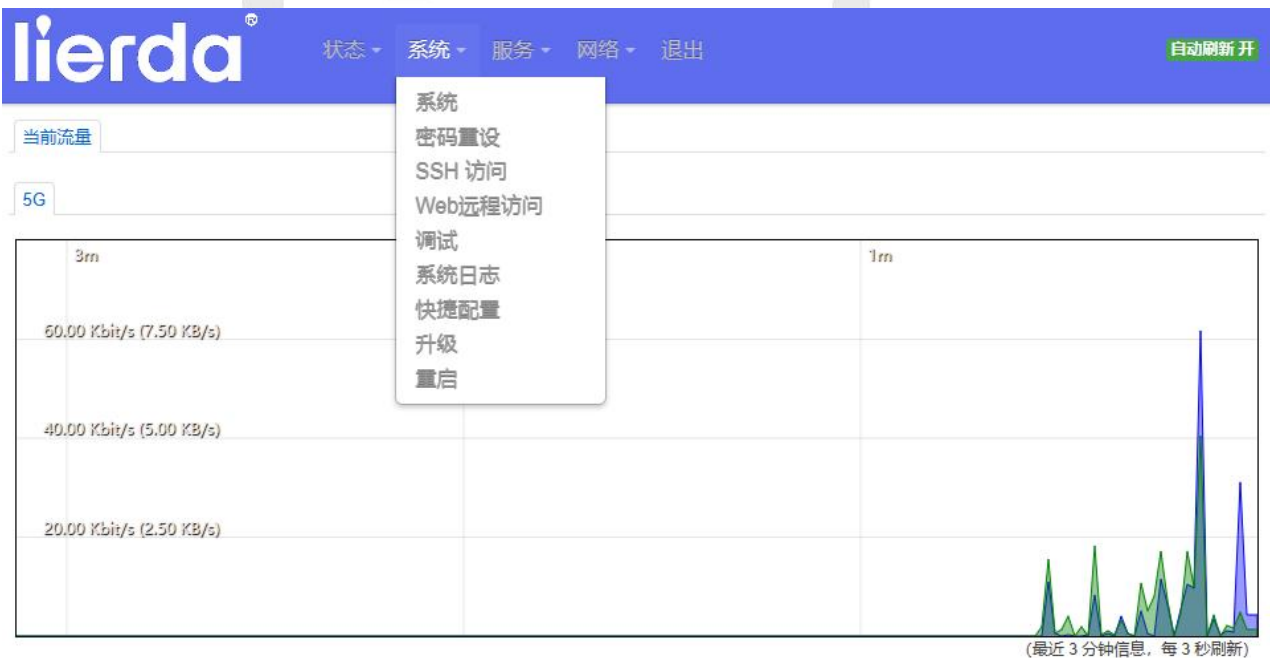 lierda®
状态 系统 服务 网络 退出
自动刷新 开
系统
密码重设
SSH 访问
Web远程访问
调试
系统日志
快捷配置
升级
重启
当前流量
5G
3m 1m
60.00 Kbit/s (7.50 KB/s)
40.00 Kbit/s (5.00 KB/s)
20.00 Kbit/s (2.50 KB/s)
(最近 3 分钟信息，每 3 秒刷新)